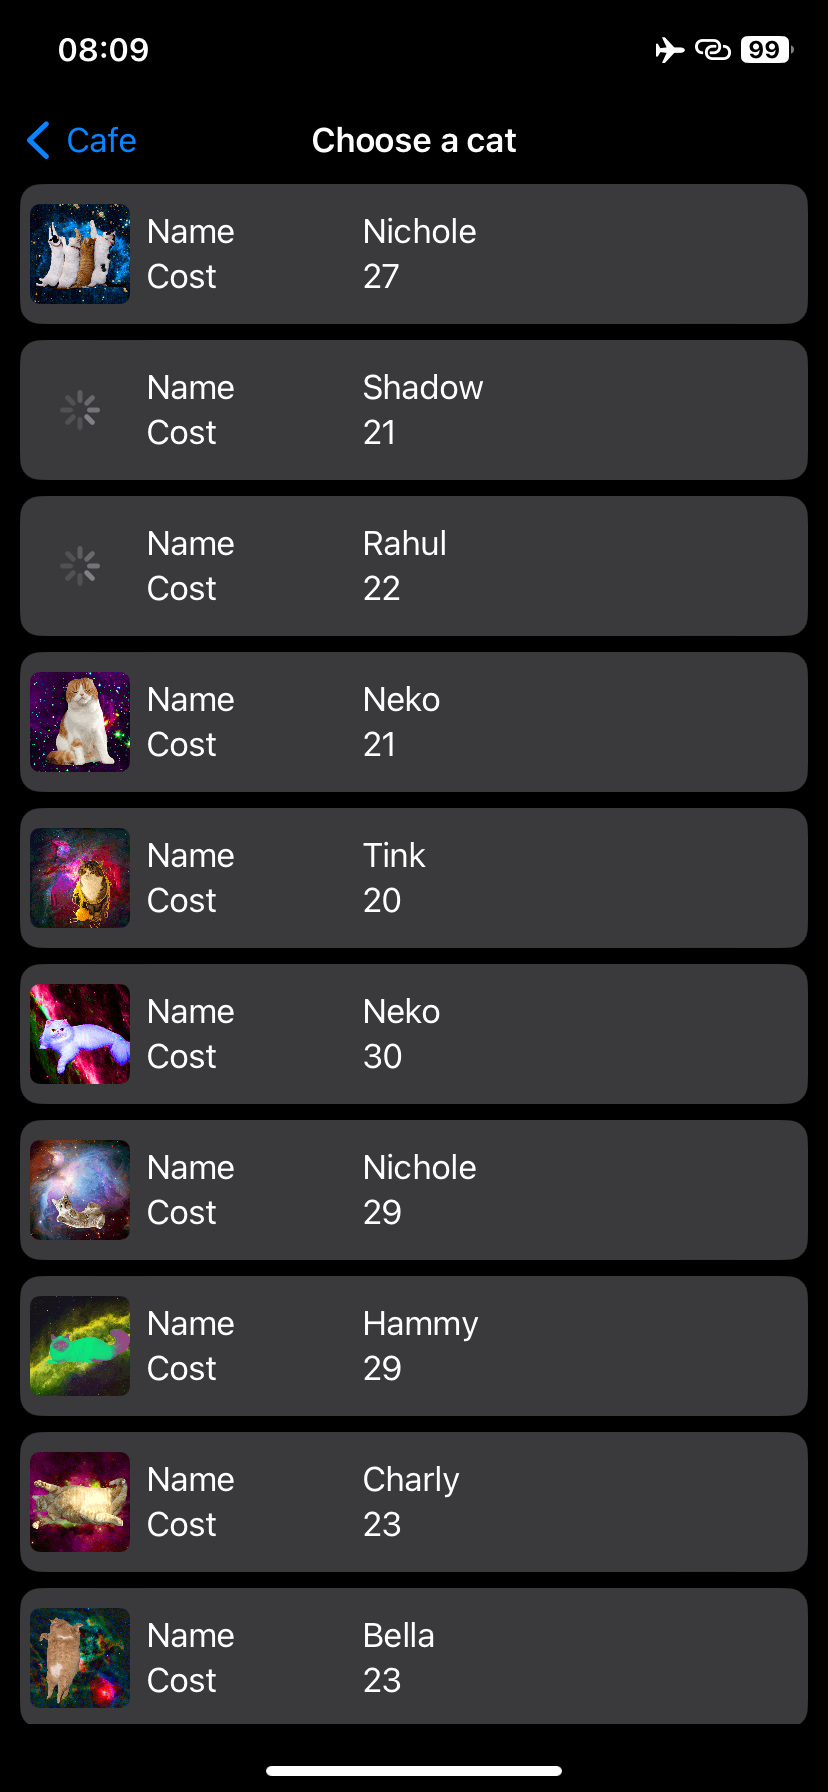 08:09 99
Cafe Choose a cat
Name Nichole
Cost 27
Name Shadow
Cost 21
Name Rahul
Cost 22
Name Neko
Cost 21
Name Tink
Cost 20
Name Neko
Cost 30
Name Nichole
Cost 29
Name Hammy
Cost 29
Name Charly
Cost 23
Name Bella
Cost 23